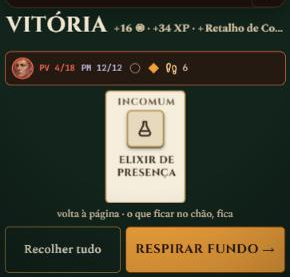 VITÓRIA +16 · +34 XP · + Retalho de Co...
PV 4/18 PM 12/12 6
INCOMUM
ELIXIR DE
PRESENÇA
volta à página · o que ficar no chão, fica
Recolher tudo RESPIRAR FUNDO →